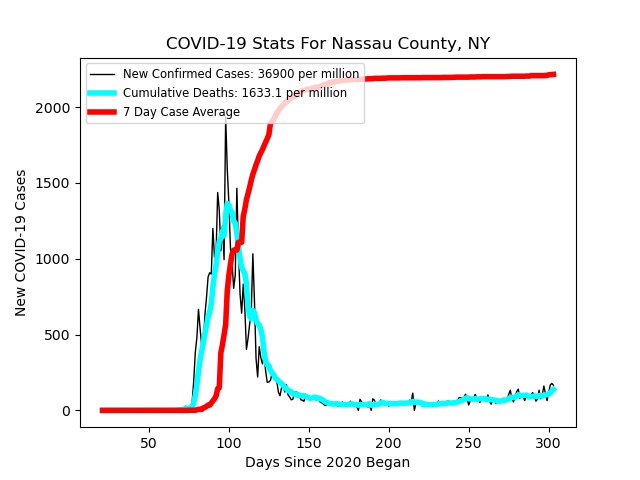 COVID-19 Stats For Nassau County, NY
New Confirmed Cases: 36900 per million
Cumulative Deaths: 1633.1 per million
7 Day Case Average
New COVID-19 Cases
2000
1500
1000
500
0
50 100 150 200 250 300
Days Since 2020 Began